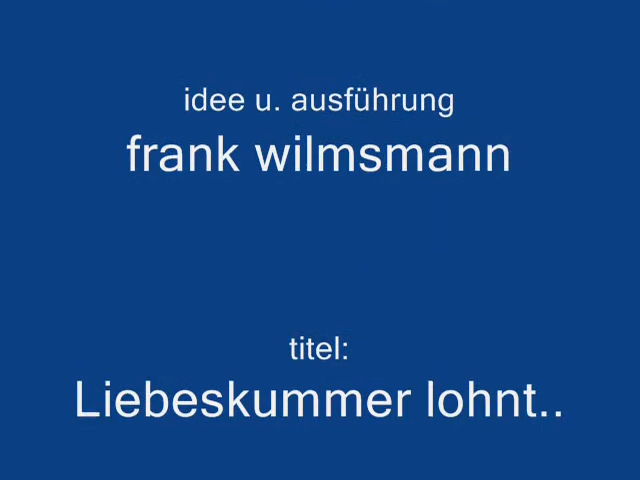 idee u. ausführung
frank wilmsmann
titel:
Liebeskummer lohnt..